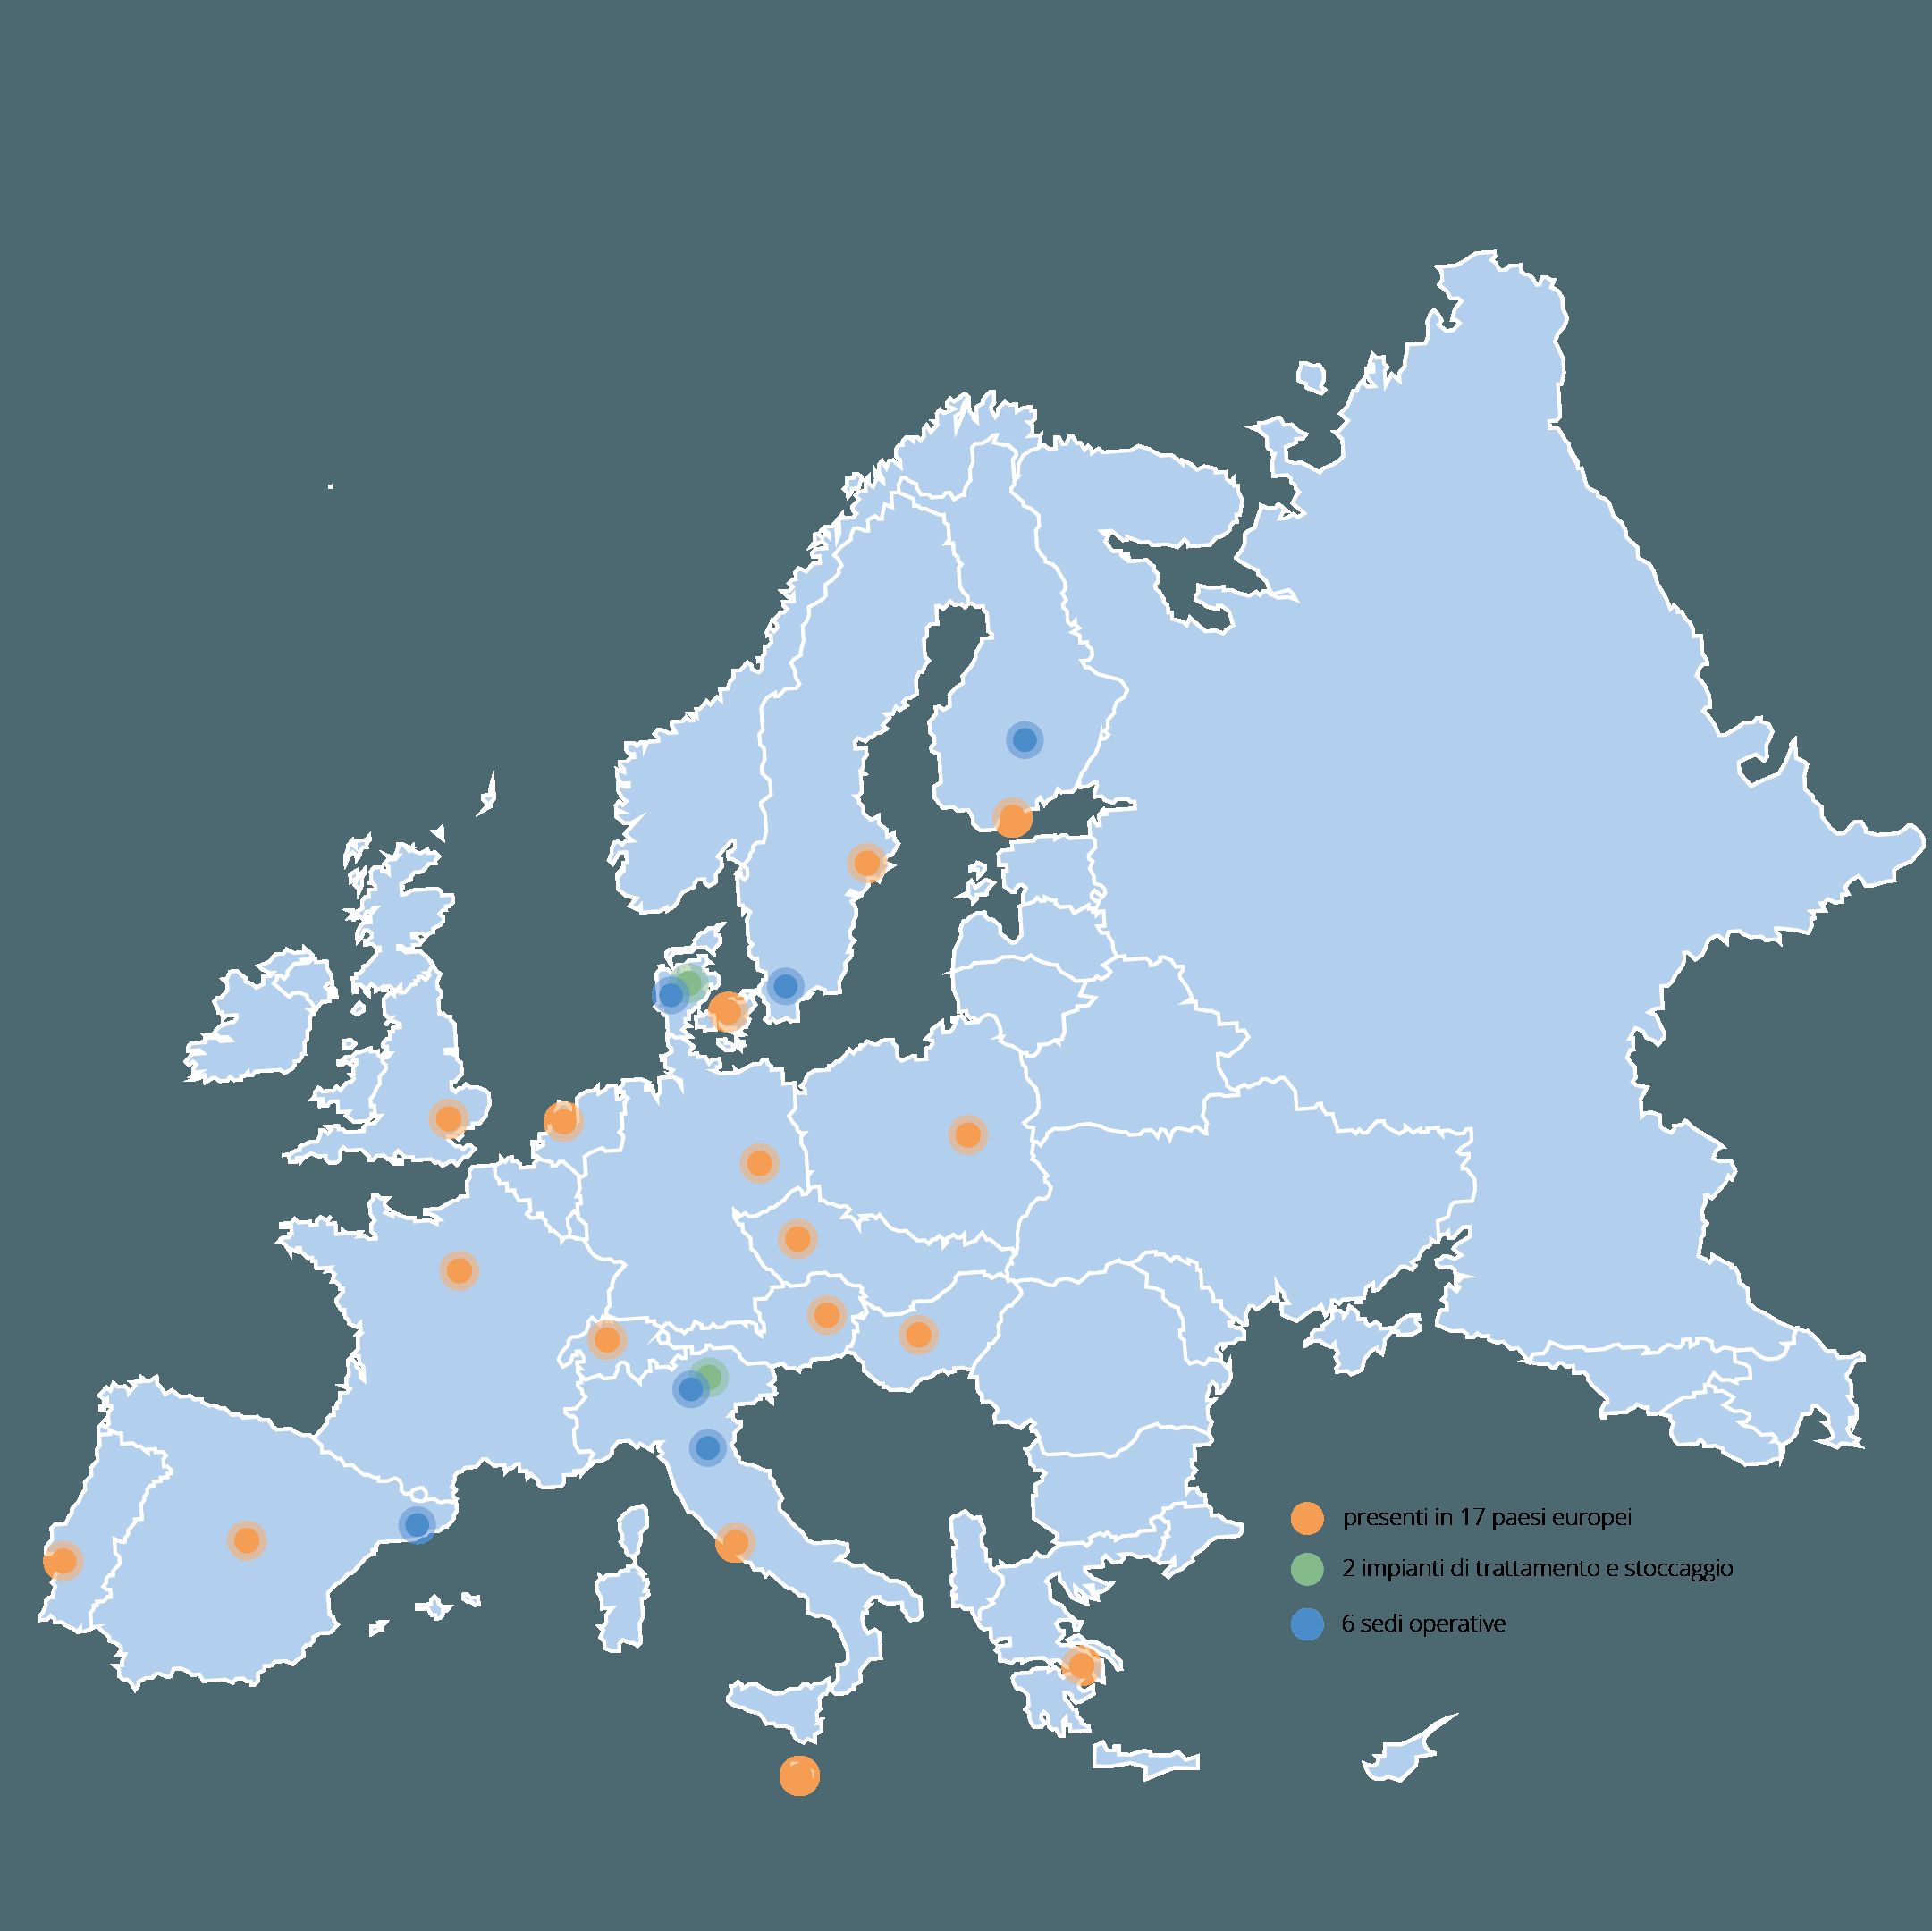 presenti in 17 paesi europei
2 impianti di trattamento e stoccaggio
6 sedi operative